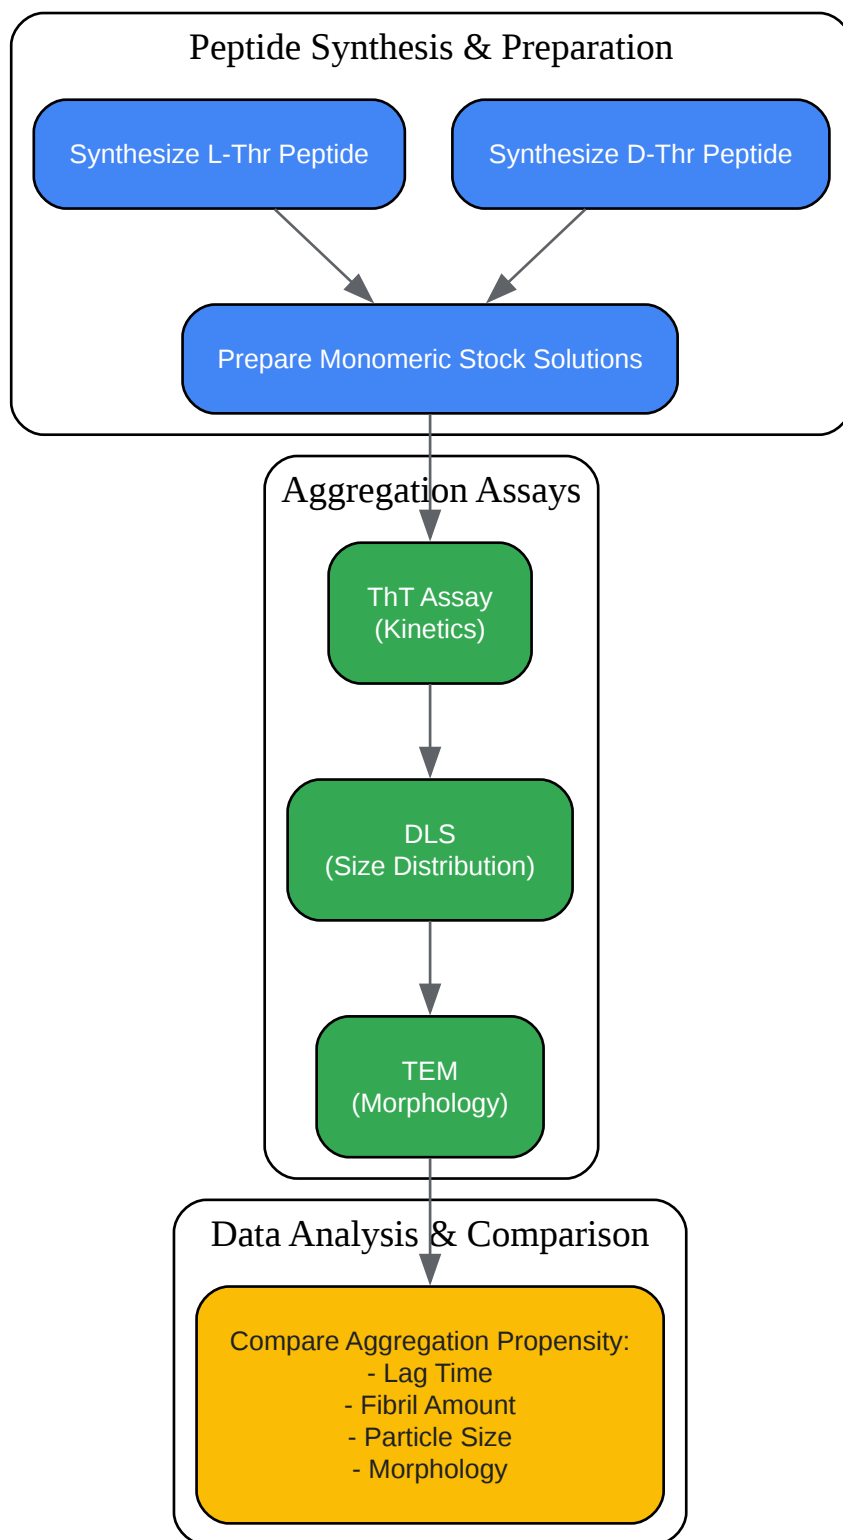 Peptide Synthesis & Preparation
Synthesize L-Thr Peptide
Synthesize D-Thr Peptide
Prepare Monomeric Stock Solutions
Aggregation Assays
ThT Assay
(Kinetics)
DLS
(Size Distribution)
TEM
(Morphology)
Data Analysis & Comparison
Compare Aggregation Propensity:
- Lag Time
- Fibril Amount
- Particle Size
- Morphology